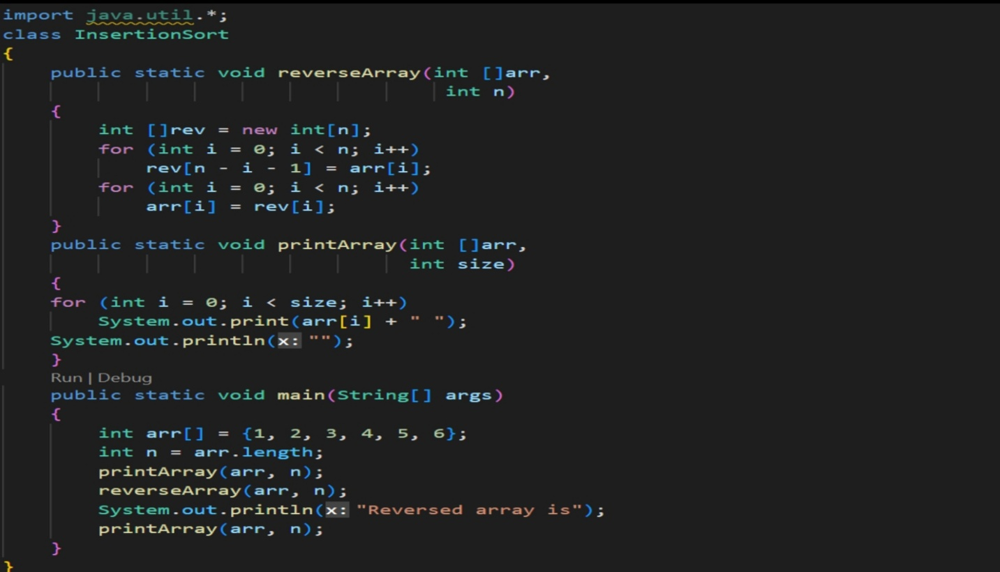 import java.util.*;
class InsertionSort
{
    public static void reverseArray(int []arr,
                                    int n)
    {
        int []rev = new int[n];
        for (int i = 0; i < n; i++)
            rev[n - i - 1] = arr[i];
        for (int i = 0; i < n; i++)
            arr[i] = rev[i];
    }
    public static void printArray(int []arr,
                                  int size)
    {
    for (int i = 0; i < size; i++)
        System.out.print(arr[i] + " ");
    System.out.println(x: "");
    }
    Run | Debug
    public static void main(String[] args)
    {
        int arr[] = {1, 2, 3, 4, 5, 6};
        int n = arr.length;
        printArray(arr, n);
        reverseArray(arr, n);
        System.out.println(x: "Reversed array is");
        printArray(arr, n);
    }
}